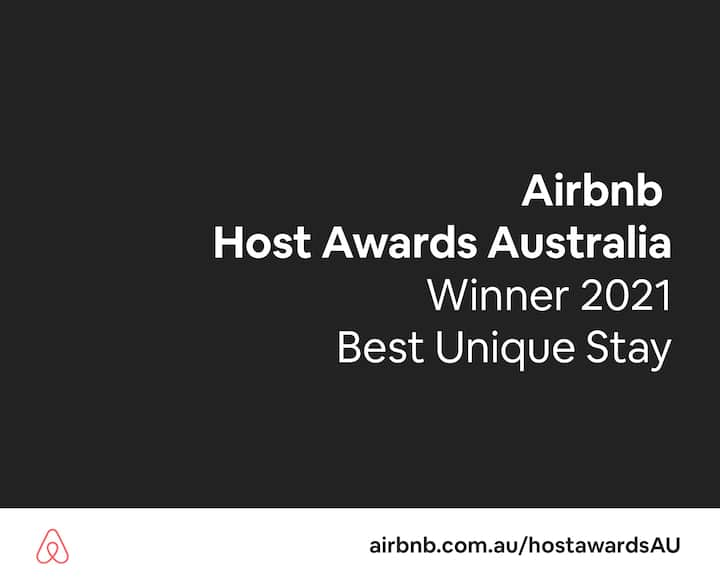 Airbnb
Host Awards Australia
Winner 2021
Best Unique Stay
airbnb.com.au/hostawardsAU